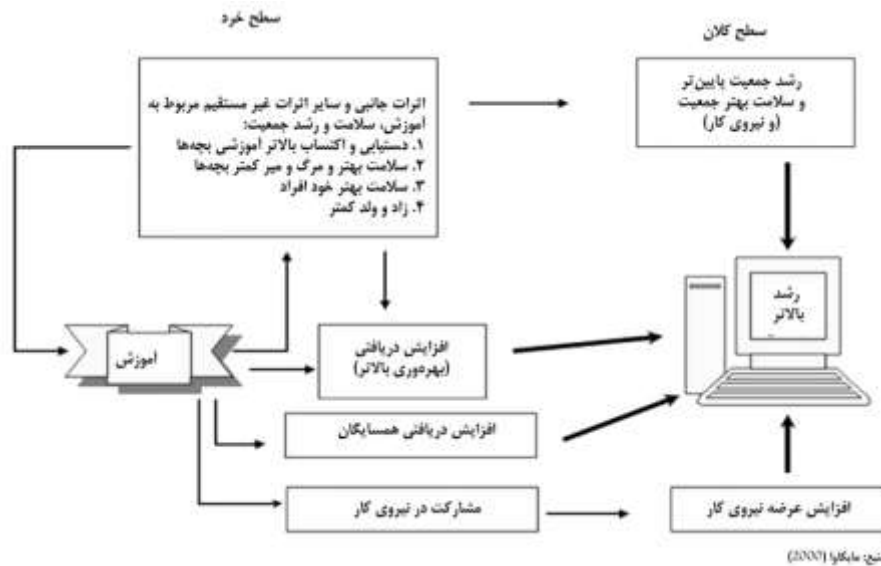 سطح خرد
سطح کلان
اثرات جانبی و سایر اثرات غیر مستقیم مربوط به
آموزش، سلامت و رشد جمعیت:
۱. دستیابی و اکتساب بالاتر آموزشی بچه‌ها
۲. سلامت بهتر و مرگ و میر کمتر بچه‌ها
۳. سلامت بهتر خود افراد
۴. زاد و ولد کمتر
رشد جمعیت پایین‌تر
و سلامت بهتر جمعیت
(و نیروی کار)
رشد
بالاتر
آموزش
افزایش دریافتی
(بهره‌وری بالاتر)
افزایش دریافتی همسایگان
مشارکت در نیروی کار
افزایش عرضه نیروی کار
منبع: مایکاوا (2000)